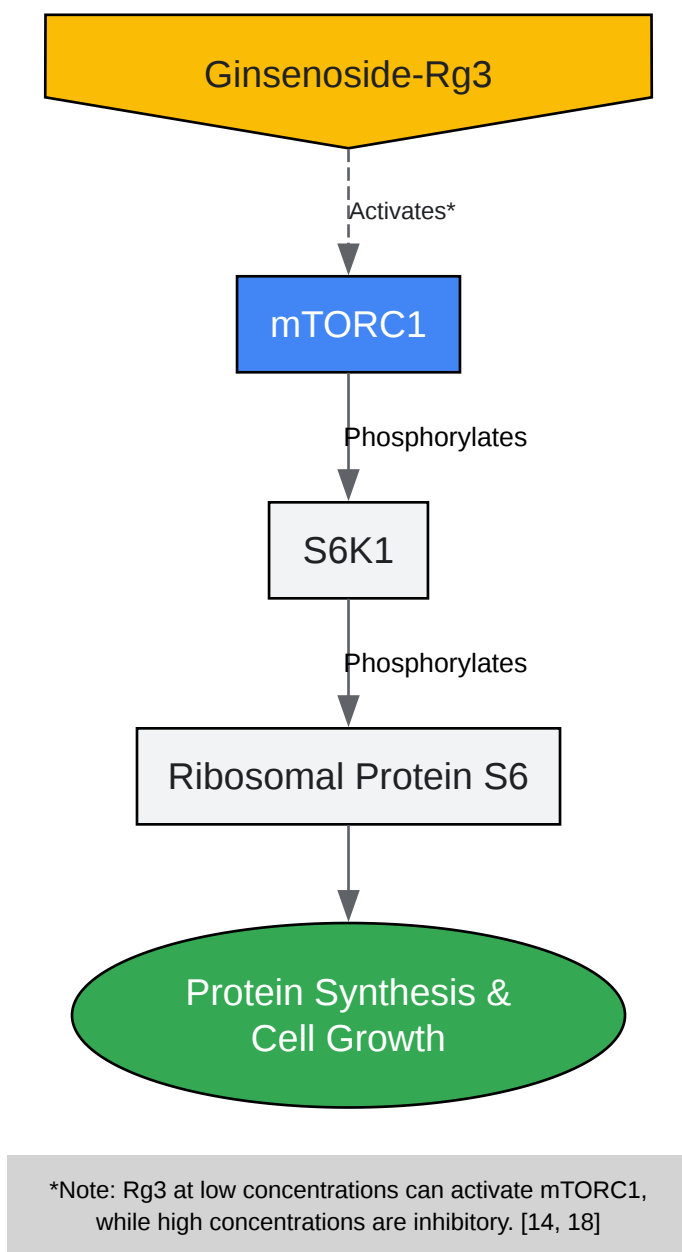 Ginsenoside-Rg3
Activates*
mTORC1
Phosphorylates
S6K1
Phosphorylates
Ribosomal Protein S6
Protein Synthesis &
Cell Growth
*Note: Rg3 at low concentrations can activate mTORC1,
while high concentrations are inhibitory. [14, 18]